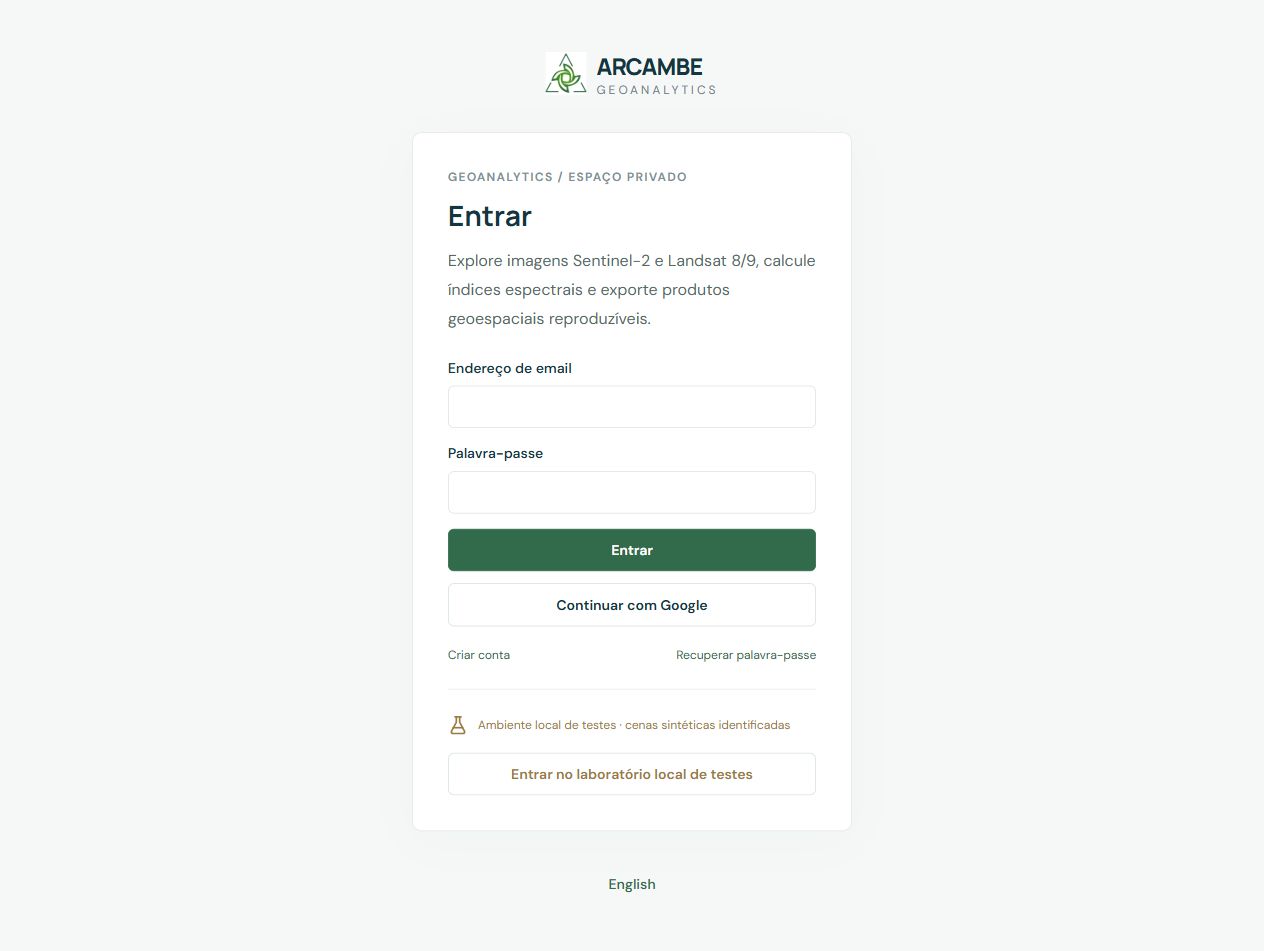 ARCAMBE
GEOANALYTICS
GEOANALYTICS / ESPAÇO PRIVADO
Entrar
Explore imagens Sentinel-2 e Landsat 8/9, calcule
índices espectrais e exporte produtos
geoespaciais reproduzíveis.
Endereço de email
Palavra-passe
Entrar
Continuar com Google
Criar conta
Recuperar palavra-passe
Ambiente local de testes · cenas sintéticas identificadas
Entrar no laboratório local de testes
English